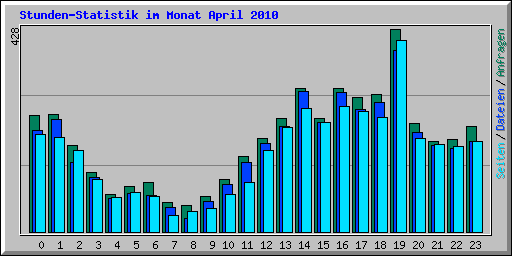 Stunden-Statistik im Monat April 2010
428
Seiten/Dateien/Anfragen
0 1 2 3 4 5 6 7 8 9 10 11 12 13 14 15 16 17 18 19 20 21 22 23